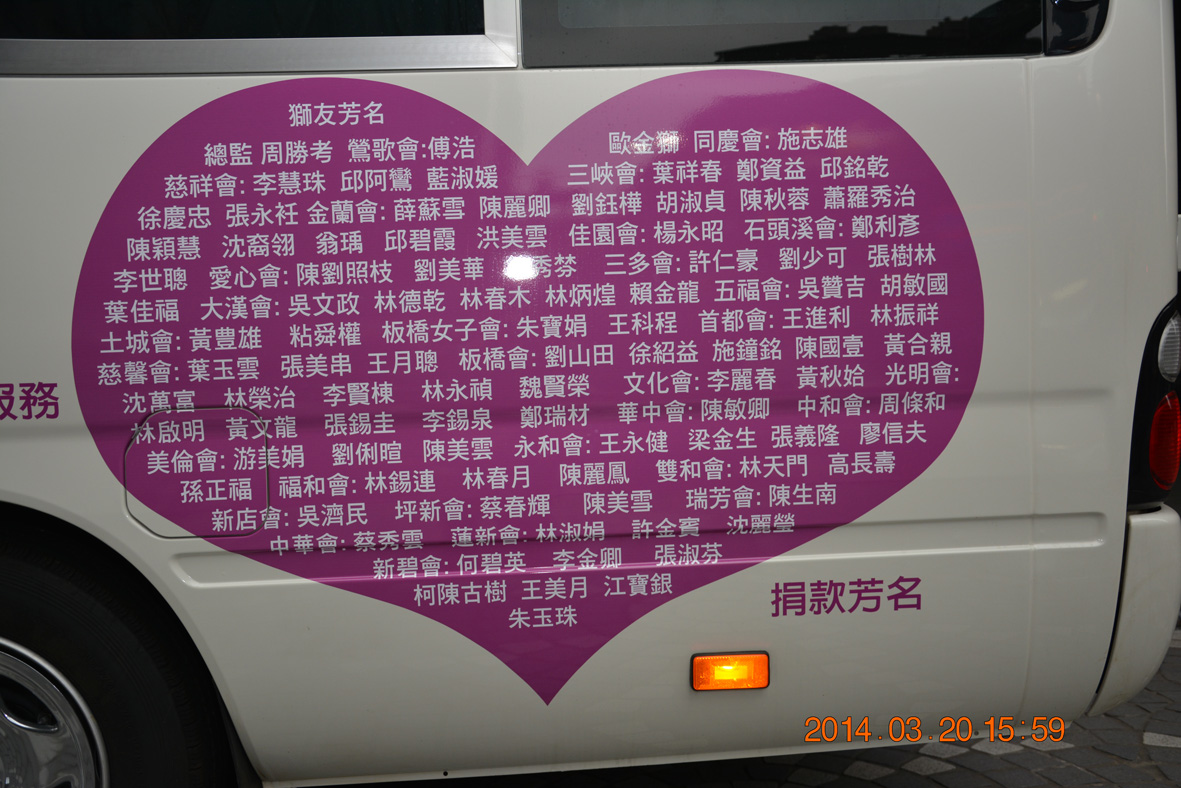 獅友芳名
總監 周勝考 鶯歌會:傅浩 歐金獅 同慶會: 施志雄
慈祥會: 李慧珠 邱阿鸞 藍淑媛 三峽會: 葉祥春 鄭資益 邱銘乾
徐慶忠 張永衽 金蘭會: 薛蘇雪 陳麗卿 劉鈺樺 胡淑貞 陳秋蓉 蕭羅秀治
陳穎慧 沈裔翎 翁瑀 邱碧霞 洪美雲 佳園會: 楊永昭 石頭溪會: 鄭利彥
李世聰 愛心會: 陳劉照枝 劉美華 秀棼 三多會: 許仁豪 劉少可 張樹林
葉佳福 大漢會: 吳文政 林德乾 林春木 林炳煌 賴金龍 五福會: 吳贊吉 胡敏國
土城會: 黃豊雄 粘舜權 板橋女子會: 朱寶娟 王科程 首都會: 王進利 林振祥
慈馨會: 葉玉雲 張美串 王月聰 板橋會: 劉山田 徐紹益 施鐘銘 陳國壹 黃合親
沈萬富 林榮治 李賢棟 林永禎 魏賢榮 文化會: 李麗春 黃秋姶 光明會:
林啟明 黃文龍 張錫圭 李錫泉 鄭瑞材 華中會: 陳敏卿 中和會: 周條和
美倫會: 游美娟 劉俐暄 陳美雲 永和會: 王永健 梁金生 張義隆 廖信夫
孫正福 福和會: 林錫連 林春月 陳麗鳳 雙和會: 林天門 高長壽
新店會: 吳濟民 坪新會: 蔡春輝 陳美雪 瑞芳會: 陳生南
中華會: 蔡秀雲 蓮新會: 林淑娟 許金賓 沈麗瑩
新碧會: 何碧英 李金卿 張淑芬
柯陳古樹 王美月 江寶銀
朱玉珠
服務
捐款芳名
2014.03.20 15:59